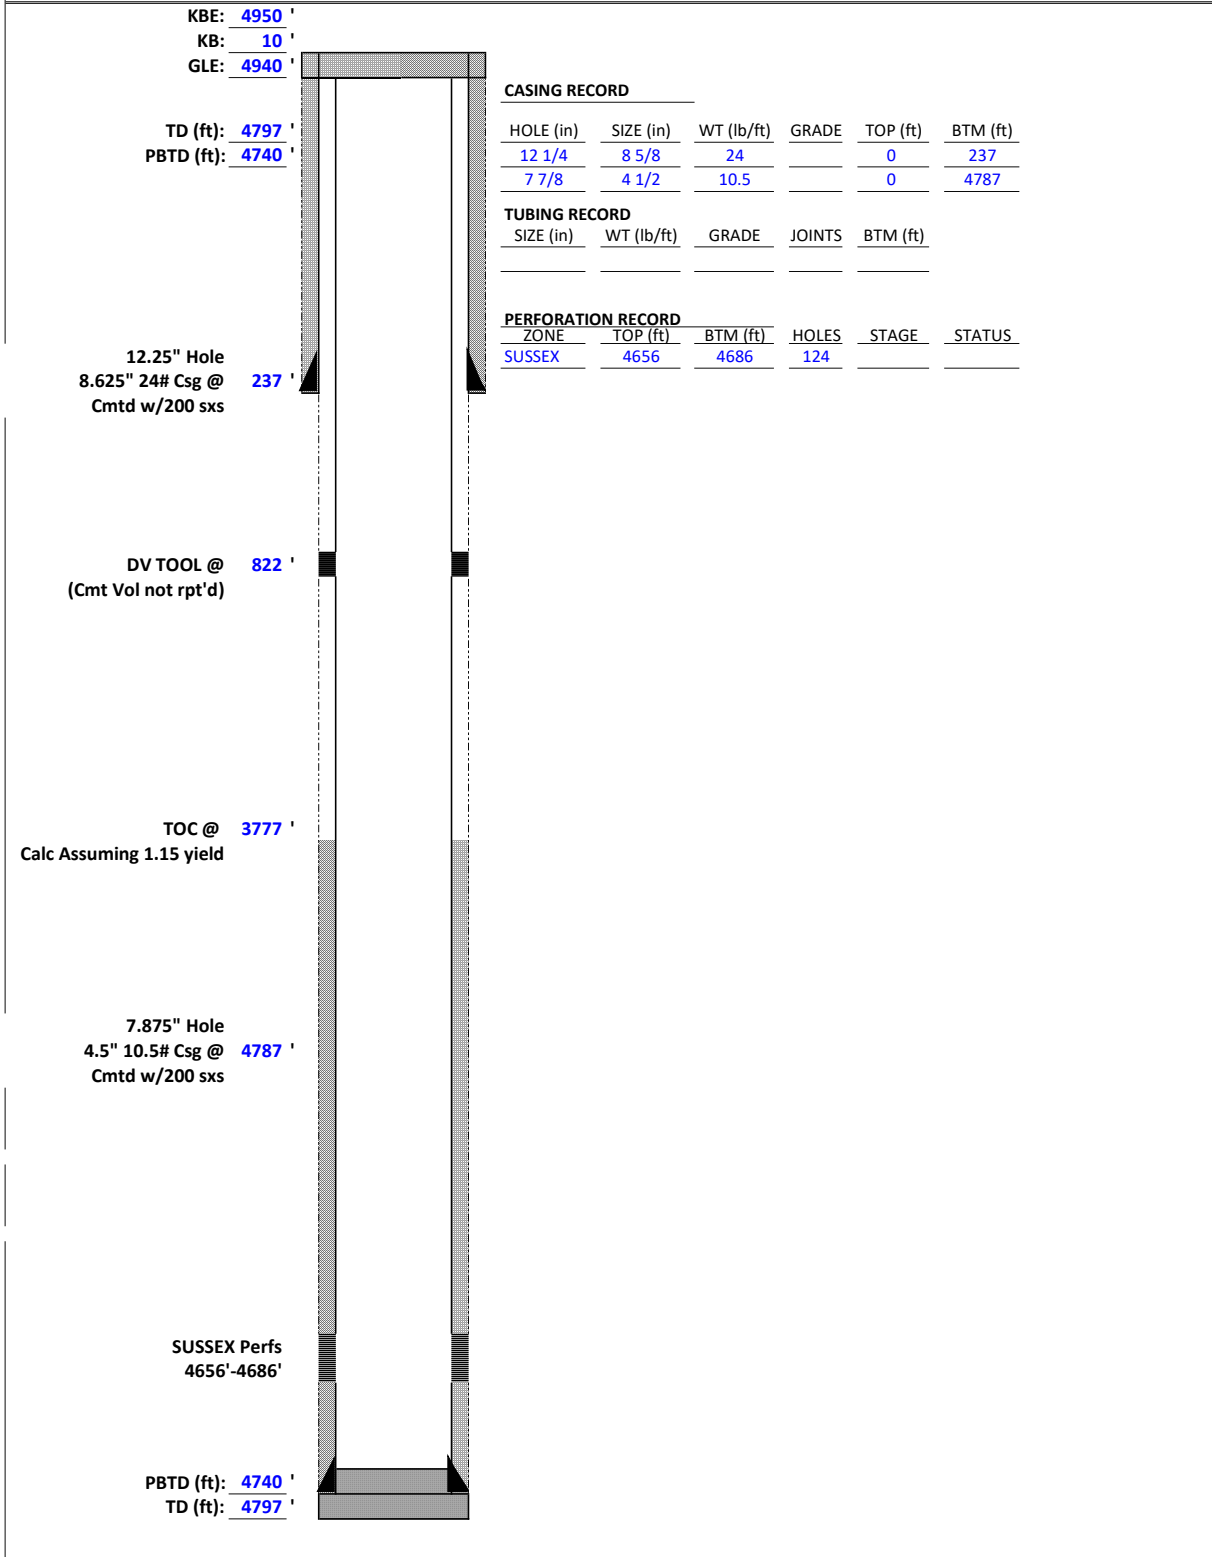 KBE: 4950 '
KB: 10 '
GLE: 4940 '
TD (ft): 4797 '
PBTD (ft): 4740 '
CASING RECORD
HOLE (in) SIZE (in) WT (lb/ft) GRADE TOP (ft) BTM (ft)
12 1/4 8 5/8 24 0 237
7 7/8 4 1/2 10.5 0 4787
TUBING RECORD
SIZE (in) WT (lb/ft) GRADE JOINTS BTM (ft)
PERFORATION RECORD
ZONE TOP (ft) BTM (ft) HOLES STAGE STATUS
SUSSEX 4656 4686 124
12.25" Hole
8.625" 24# Csg @ 237 '
Cmtd w/200 sxs
DV TOOL @ 822 '
(Cmt Vol not rpt'd)
TOC @ 3777 '
Calc Assuming 1.15 yield
7.875" Hole
4.5" 10.5# Csg @ 4787 '
Cmtd w/200 sxs
SUSSEX Perfs
4656'-4686'
PBTD (ft): 4740 '
TD (ft): 4797 '